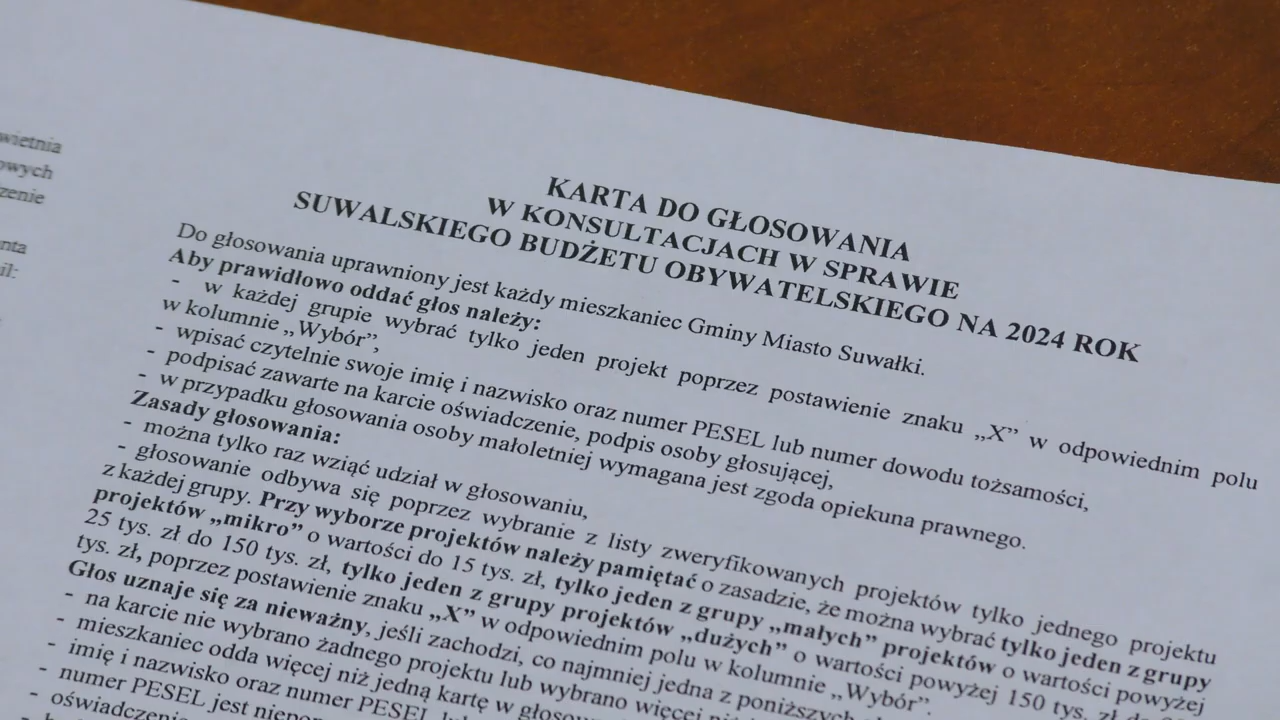 wietnia
owych
zenie
nta
il:
KARTA DO GŁOSOWANIA
W KONSULTACJACH W SPRAWIE
SUWALSKIEGO BUDŻETU OBYWATELSKIEGO NA 2024 ROK
Do głosowania uprawniony jest każdy mieszkaniec Gminy Miasto Suwałki.
Aby prawidłowo oddać głos należy:
- w każdej grupie wybrać tylko jeden projekt poprzez postawienie znaku „X” w odpowiednim polu
w kolumnie „Wybór”,
- wpisać czytelnie swoje imię i nazwisko oraz numer PESEL lub numer dowodu tożsamości,
- podpisać zawarte na karcie oświadczenie, podpis osoby głosującej,
- w przypadku głosowania osoby małoletniej wymagana jest zgoda opiekuna prawnego.
Zasady głosowania:
- można tylko raz wziąć udział w głosowaniu,
- głosowanie odbywa się poprzez wybranie z listy zweryfikowanych projektów tylko jednego projektu
z każdej grupy. Przy wyborze projektów należy pamiętać o zasadzie, że można wybrać tylko jeden z grupy
projektów „mikro” o wartości do 15 tys. zł, tylko jeden z grupy „małych” projektów o wartości powyżej
25 tys. zł do 150 tys. zł, tylko jeden z grupy projektów „dużych” o wartości powyżej 150 tys. zł do
tys. zł, poprzez postawienie znaku „X” w odpowiednim polu w kolumnie „Wybór”.
Głos uznaje się za nieważny, jeśli zachodzi, co najmniej jedna z poniższych
- na karcie nie wybrano żadnego projektu lub wybrano więcej niż
- mieszkaniec odda więcej niż jedną kartę w
- imię i nazwisko oraz numer PESEL
- numer PESEL jest
- oświadczenia